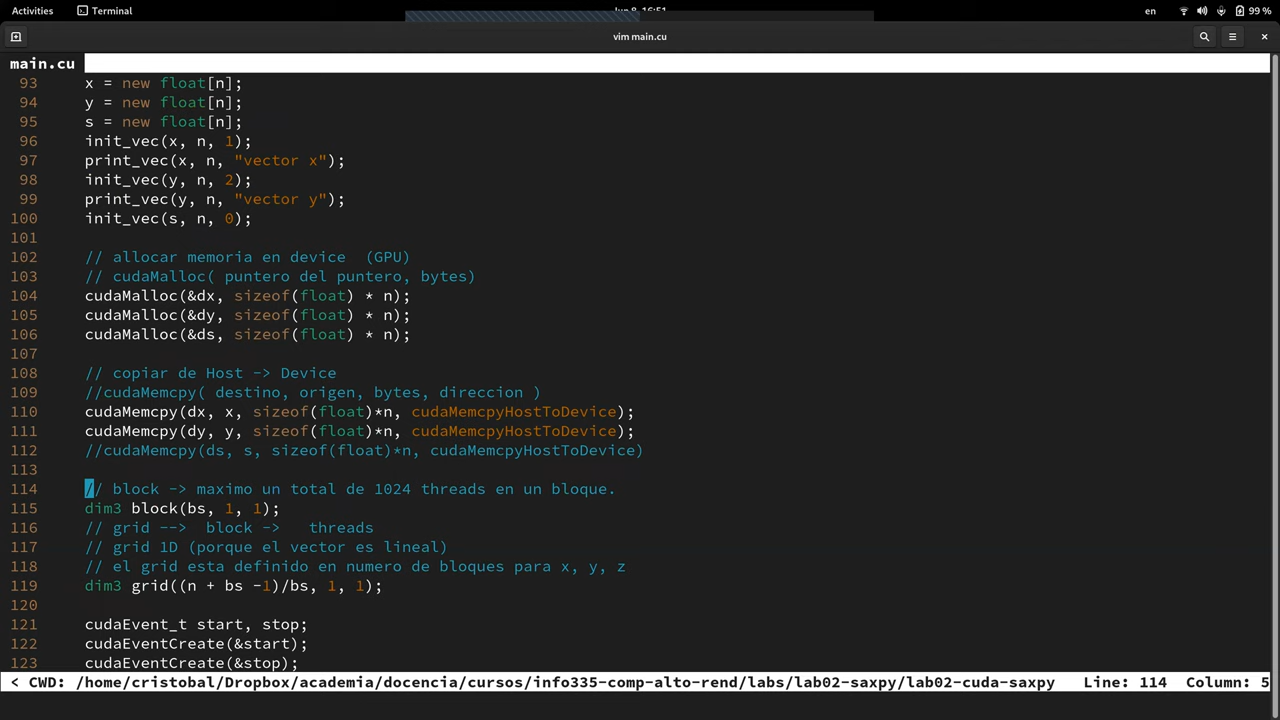 Activities Terminal en 99 %
vim main.cu
main.cu
93 x = new float[n];
94 y = new float[n];
95 s = new float[n];
96 init_vec(x, n, 1);
97 print_vec(x, n, "vector x");
98 init_vec(y, n, 2);
99 print_vec(y, n, "vector y");
100 init_vec(s, n, 0);
101
102 // allocar memoria en device  (GPU)
103 // cudaMalloc( puntero del puntero, bytes)
104 cudaMalloc(&dx, sizeof(float) * n);
105 cudaMalloc(&dy, sizeof(float) * n);
106 cudaMalloc(&ds, sizeof(float) * n);
107
108 // copiar de Host -> Device
109 //cudaMemcpy( destino, origen, bytes, direccion )
110 cudaMemcpy(dx, x, sizeof(float)*n, cudaMemcpyHostToDevice);
111 cudaMemcpy(dy, y, sizeof(float)*n, cudaMemcpyHostToDevice);
112 //cudaMemcpy(ds, s, sizeof(float)*n, cudaMemcpyHostToDevice)
113
114 // block -> maximo un total de 1024 threads en un bloque.
115 dim3 block(bs, 1, 1);
116 // grid -->  block ->   threads
117 // grid 1D (porque el vector es lineal)
118 // el grid esta definido en numero de bloques para x, y, z
119 dim3 grid((n + bs -1)/bs, 1, 1);
120
121 cudaEvent_t start, stop;
122 cudaEventCreate(&start);
123 cudaEventCreate(&stop);
< CWD: /home/cristobal/Dropbox/academia/docencia/cursos/info335-comp-alto-rend/labs/lab02-saxpy/lab02-cuda-saxpy Line: 114 Column: 5